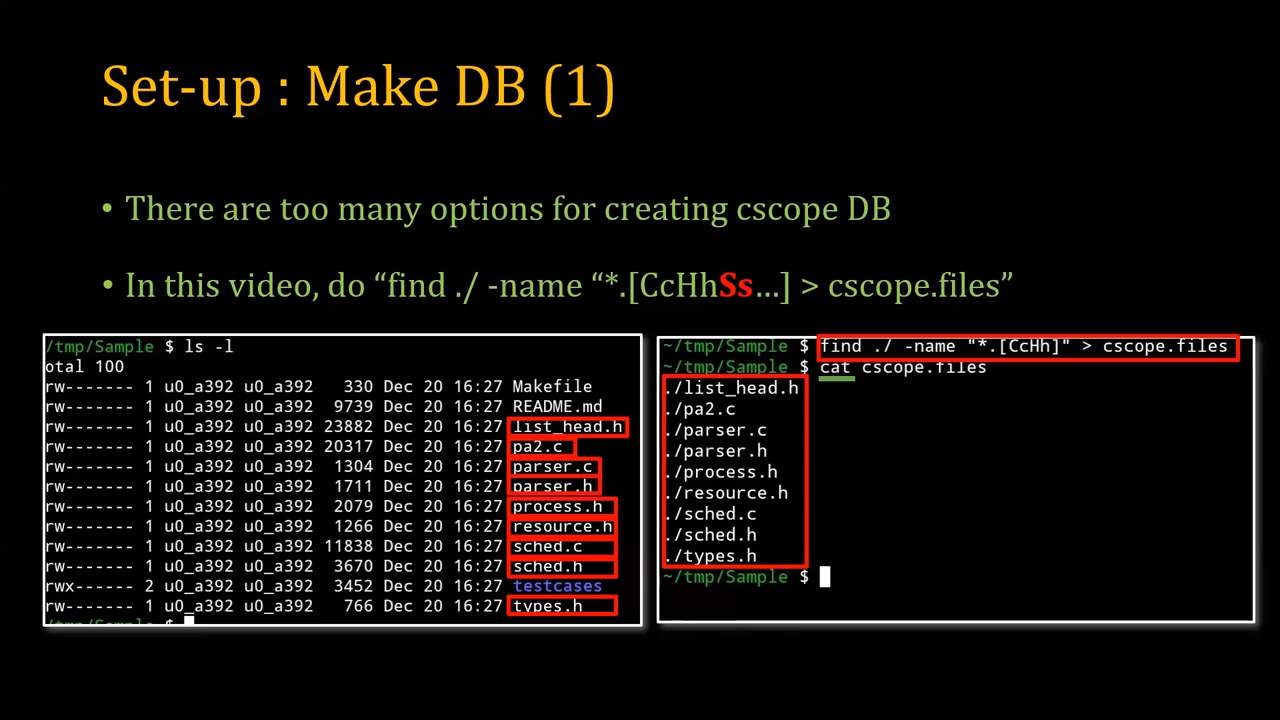 Set-up : Make DB (1)
• There are too many options for creating cscope DB
• In this video, do “find ./ -name “*.[CcHhSs…] > cscope.files”
/tmp/Sample $ ls -l
otal 100
rw------- 1 u0_a392 u0_a392 330 Dec 20 16:27 Makefile
rw------- 1 u0_a392 u0_a392 9739 Dec 20 16:27 README.md
rw------- 1 u0_a392 u0_a392 23882 Dec 20 16:27 list_head.h
rw------- 1 u0_a392 u0_a392 20317 Dec 20 16:27 pa2.c
rw------- 1 u0_a392 u0_a392 1304 Dec 20 16:27 parser.c
rw------- 1 u0_a392 u0_a392 1711 Dec 20 16:27 parser.h
rw------- 1 u0_a392 u0_a392 2079 Dec 20 16:27 process.h
rw------- 1 u0_a392 u0_a392 1266 Dec 20 16:27 resource.h
rw------- 1 u0_a392 u0_a392 11838 Dec 20 16:27 sched.c
rw------- 1 u0_a392 u0_a392 3670 Dec 20 16:27 sched.h
rwx------ 2 u0_a392 u0_a392 3452 Dec 20 16:27 testcases
rw------- 1 u0_a392 u0_a392 766 Dec 20 16:27 types.h
/tmp/Sample $
~/tmp/Sample $ find ./ -name "*.[CcHh]" > cscope.files
~/tmp/Sample $ cat cscope.files
./list_head.h
./pa2.c
./parser.c
./parser.h
./process.h
./resource.h
./sched.c
./sched.h
./types.h
~/tmp/Sample $